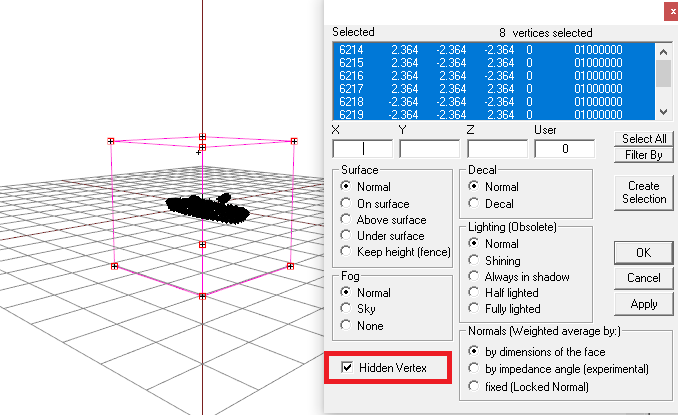 x
Selected 8 vertices selected
6214 2.364 -2.364 -2.364 0 01000000
6215 2.364 -2.364 2.364 0 01000000
6216 2.364 2.364 -2.364 0 01000000
6217 2.364 2.364 2.364 0 01000000
6218 -2.364 -2.364 -2.364 0 01000000
6219 -2.364 -2.364 2.364 0 01000000
X Y Z User
0
Select All
Filter By
Create Selection
OK
Cancel
Apply
Surface
Normal
On surface
Above surface
Under surface
Keep height (fence)
Fog
Normal
Sky
None
Hidden Vertex
Decal
Normal
Decal
Lighting (Obsolete)
Normal
Shining
Always in shadow
Half lighted
Fully lighted
Normals (Weighted average by:)
by dimensions of the face
by impedance angle (experimental)
fixed (Locked Normal)